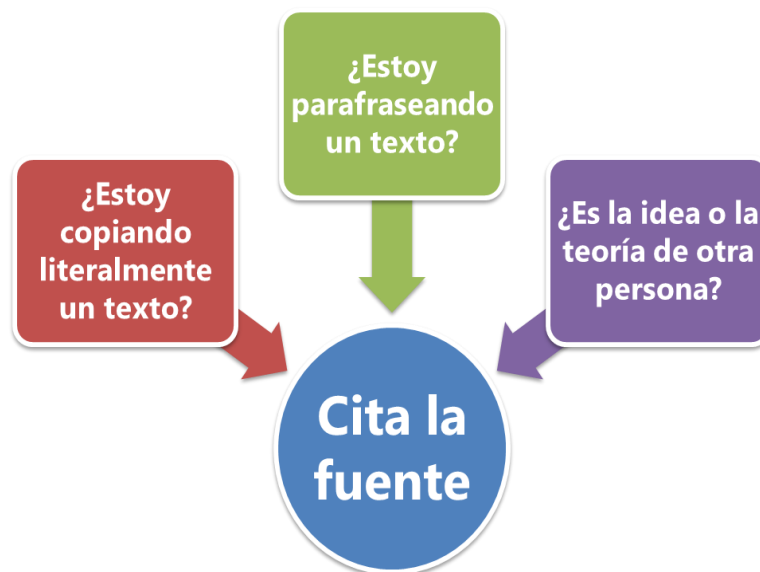 ¿Estoy
parafraseando
un texto?
¿Estoy
copiando
literalmente
un texto?
¿Es la idea o la
teoría de otra
persona?
Cita la
fuente